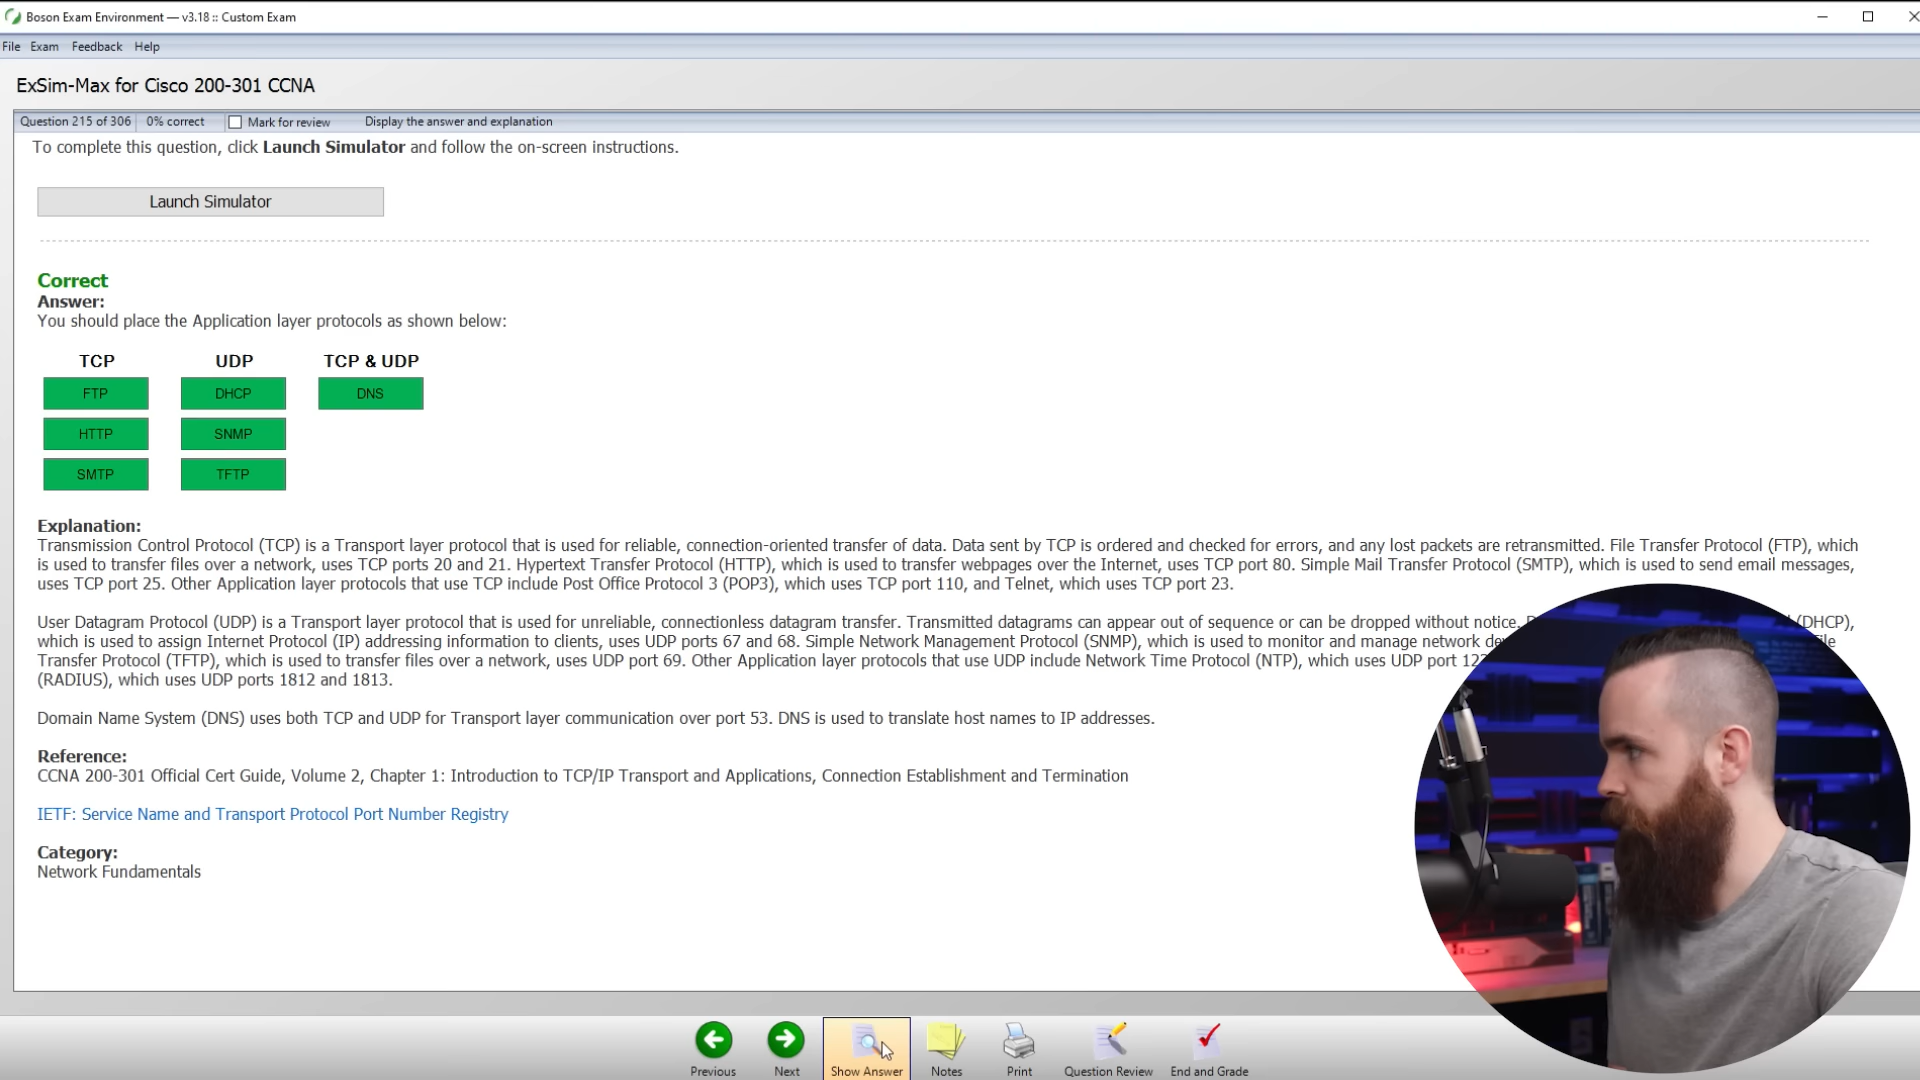 Boson Exam Environment — v3.18 :: Custom Exam
File Exam Feedback Help
ExSim-Max for Cisco 200-301 CCNA
Question 215 of 306 0% correct Mark for review Display the answer and explanation
To complete this question, click Launch Simulator and follow the on-screen instructions.
Launch Simulator
Correct
Answer:
You should place the Application layer protocols as shown below:
TCP UDP TCP & UDP
FTP DHCP DNS
HTTP SNMP
SMTP TFTP
Explanation:
Transmission Control Protocol (TCP) is a Transport layer protocol that is used for reliable, connection-oriented transfer of data. Data sent by TCP is ordered and checked for errors, and any lost packets are retransmitted. File Transfer Protocol (FTP), which
is used to transfer files over a network, uses TCP ports 20 and 21. Hypertext Transfer Protocol (HTTP), which is used to transfer webpages over the Internet, uses TCP port 80. Simple Mail Transfer Protocol (SMTP), which is used to send email messages,
uses TCP port 25. Other Application layer protocols that use TCP include Post Office Protocol 3 (POP3), which uses TCP port 110, and Telnet, which uses TCP port 23.
User Datagram Protocol (UDP) is a Transport layer protocol that is used for unreliable, connectionless datagram transfer. Transmitted datagrams can appear out of sequence or can be dropped without notice. (DHCP),
which is used to assign Internet Protocol (IP) addressing information to clients, uses UDP ports 67 and 68. Simple Network Management Protocol (SNMP), which is used to monitor and manage network
Transfer Protocol (TFTP), which is used to transfer files over a network, uses UDP port 69. Other Application layer protocols that use UDP include Network Time Protocol (NTP), which uses UDP port
(RADIUS), which uses UDP ports 1812 and 1813.
Domain Name System (DNS) uses both TCP and UDP for Transport layer communication over port 53. DNS is used to translate host names to IP addresses.
Reference:
CCNA 200-301 Official Cert Guide, Volume 2, Chapter 1: Introduction to TCP/IP Transport and Applications, Connection Establishment and Termination
IETF: Service Name and Transport Protocol Port Number Registry
Category:
Network Fundamentals
Previous Next Show Answer Notes Print Question Review End and Grade